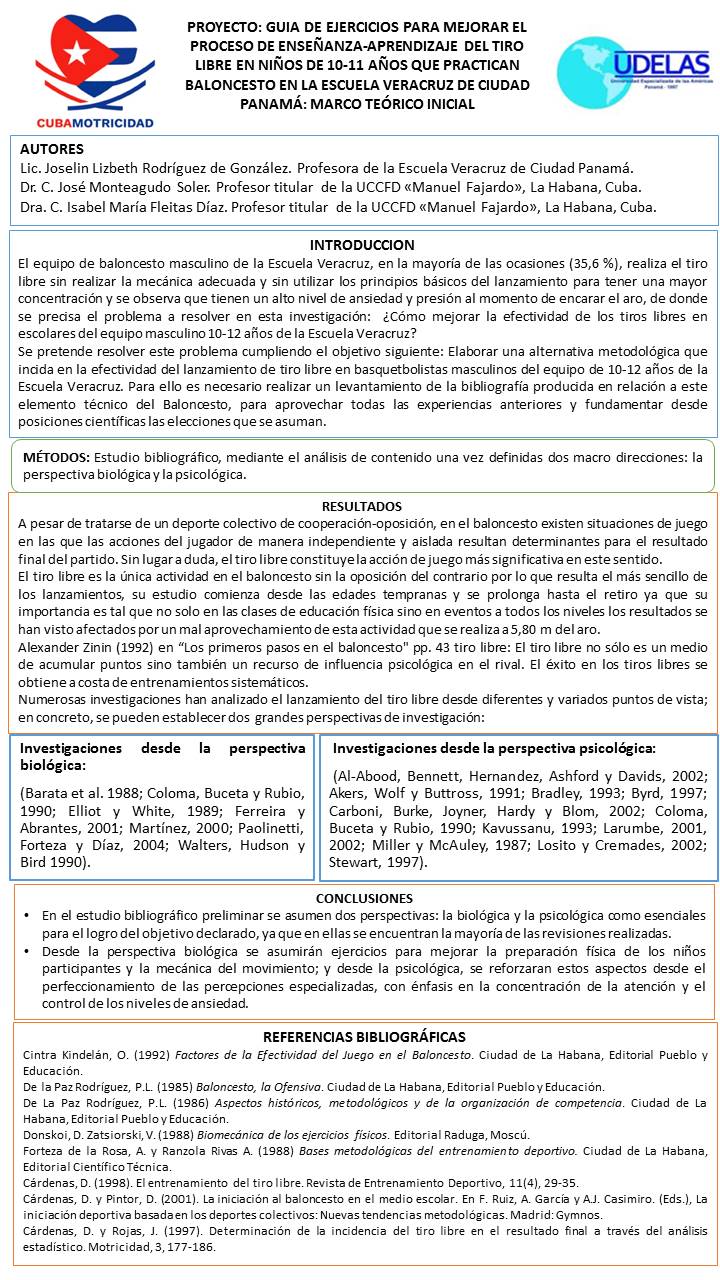 PROYECTO: GUIA DE EJERCICIOS PARA MEJORAR EL
PROCESO DE ENSEÑANZA-APRENDIZAJE DEL TIRO
LIBRE EN NIÑOS DE 10-11 AÑOS QUE PRACTICAN
BALONCESTO EN LA ESCUELA VERACRUZ DE CIUDAD
PANAMÁ: MARCO TEÓRICO INICIAL
CUBAMOTRICIDAD
UDELAS
Universidad Especializada de las Américas
Panamá - 1997
AUTORES
Lic. Joselin Lizbeth Rodríguez de González. Profesora de la Escuela Veracruz de Ciudad Panamá.
Dr. C. José Monteagudo Soler. Profesor titular de la UCCFD «Manuel Fajardo», La Habana, Cuba.
Dra. C. Isabel María Fleitas Díaz. Profesor titular de la UCCFD «Manuel Fajardo», La Habana, Cuba.
INTRODUCCION
El equipo de baloncesto masculino de la Escuela Veracruz, en la mayoría de las ocasiones (35,6 %), realiza el tiro
libre sin realizar la mecánica adecuada y sin utilizar los principios básicos del lanzamiento para tener una mayor
concentración y se observa que tienen un alto nivel de ansiedad y presión al momento de encarar el aro, de donde
se precisa el problema a resolver en esta investigación: ¿Cómo mejorar la efectividad de los tiros libres en
escolares del equipo masculino 10-12 años de la Escuela Veracruz?
Se pretende resolver este problema cumpliendo el objetivo siguiente: Elaborar una alternativa metodológica que
incida en la efectividad del lanzamiento de tiro libre en basquetbolistas masculinos del equipo de 10-12 años de la
Escuela Veracruz. Para ello es necesario realizar un levantamiento de la bibliografía producida en relación a este
elemento técnico del Baloncesto, para aprovechar todas las experiencias anteriores y fundamentar desde
posiciones científicas las elecciones que se asuman.
MÉTODOS: Estudio bibliográfico, mediante el análisis de contenido una vez definidas dos macro direcciones: la
perspectiva biológica y la psicológica.
RESULTADOS
A pesar de tratarse de un deporte colectivo de cooperación-oposición, en el baloncesto existen situaciones de juego
en las que las acciones del jugador de manera independiente y aislada resultan determinantes para el resultado
final del partido. Sin lugar a duda, el tiro libre constituye la acción de juego más significativa en este sentido.
El tiro libre es la única actividad en el baloncesto sin la oposición del contrario por lo que resulta el más sencillo de
los lanzamientos, su estudio comienza desde las edades tempranas y se prolonga hasta el retiro ya que su
importancia es tal que no solo en las clases de educación física sino en eventos a todos los niveles los resultados se
han visto afectados por un mal aprovechamiento de esta actividad que se realiza a 5,80 m del aro.
Alexander Zinin (1992) en “Los primeros pasos en el baloncesto" pp. 43 tiro libre: El tiro libre no sólo es un medio
de acumular puntos sino también un recurso de influencia psicológica en el rival. El éxito en los tiros libres se
obtiene a costa de entrenamientos sistemáticos.
Numerosas investigaciones han analizado el lanzamiento del tiro libre desde diferentes y variados puntos de vista;
en concreto, se pueden establecer dos grandes perspectivas de investigación:
Investigaciones desde la perspectiva
biológica:
(Barata et al. 1988; Coloma, Buceta y Rubio,
1990; Elliot y White, 1989; Ferreira y
Abrantes, 2001; Martínez, 2000; Paolinetti,
Forteza y Díaz, 2004; Walters, Hudson y
Bird 1990).
Investigaciones desde la perspectiva psicológica:
(Al-Abood, Bennett, Hernandez, Ashford y Davids, 2002;
Akers, Wolf y Buttross, 1991; Bradley, 1993; Byrd, 1997;
Carboni, Burke, Joyner, Hardy y Blom, 2002; Coloma,
Buceta y Rubio, 1990; Kavussanu, 1993; Larumbe, 2001,
2002; Miller y McAuley, 1987; Losito y Cremades, 2002;
Stewart, 1997).
CONCLUSIONES
• En el estudio bibliográfico preliminar se asumen dos perspectivas: la biológica y la psicológica como esenciales
para el logro del objetivo declarado, ya que en ellas se encuentran la mayoría de las revisiones realizadas.
• Desde la perspectiva biológica se asumirán ejercicios para mejorar la preparación física de los niños
participantes y la mecánica del movimiento; y desde la psicológica, se reforzaran estos aspectos desde el
perfeccionamiento de las percepciones especializadas, con énfasis en la concentración de la atención y el
control de los niveles de ansiedad.
REFERENCIAS BIBLIOGRÁFICAS
Cintra Kindelán, O. (1992) Factores de la Efectividad del Juego en el Baloncesto. Ciudad de La Habana, Editorial Pueblo y
Educación.
De la Paz Rodríguez, P.L. (1985) Baloncesto, la Ofensiva. Ciudad de La Habana, Editorial Pueblo y Educación.
De La Paz Rodríguez, P.L. (1986) Aspectos históricos, metodológicos y de la organización de competencia. Ciudad de La
Habana, Editorial Pueblo y Educación.
Donskoi, D. Zatsiorski, V. (1988) Biomecánica de los ejercicios físicos. Editorial Raduga, Moscú.
Forteza de la Rosa, A. y Ranzola Rivas A. (1988) Bases metodológicas del entrenamiento deportivo. Ciudad de La Habana,
Editorial Científico Técnica.
Cárdenas, D. (1998). El entrenamiento del tiro libre. Revista de Entrenamiento Deportivo, 11(4), 29-35.
Cárdenas, D. y Pintor, D. (2001). La iniciación al baloncesto en el medio escolar. En F. Ruiz, A. García y A.J. Casimiro. (Eds.), La
iniciación deportiva basada en los deportes colectivos: Nuevas tendencias metodológicas. Madrid: Gymnos.
Cárdenas, D. y Rojas, J. (1997). Determinación de la incidencia del tiro libre en el resultado final a través del análisis
estadístico. Motricidad, 3, 177-186.